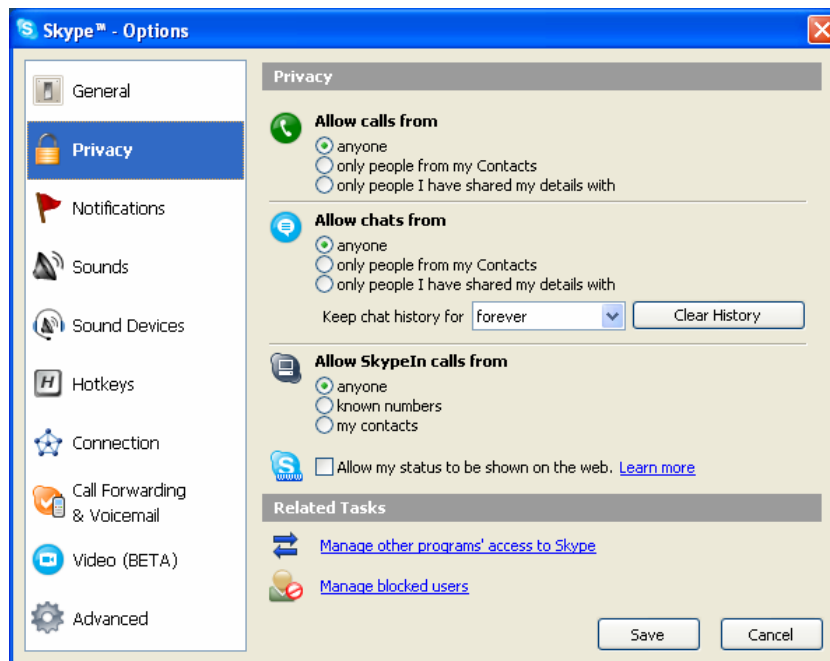 Skype™ - Options
General
Privacy
Notifications
Sounds
Sound Devices
H
Hotkeys
Connection
Call Forwarding
& Voicemail
Video (BETA)
Advanced
Privacy
Allow calls from
anyone
only people from my Contacts
only people I have shared my details with
Allow chats from
anyone
only people from my Contacts
only people I have shared my details with
Keep chat history for forever Clear History
Allow SkypeIn calls from
anyone
known numbers
my contacts
Allow my status to be shown on the web. Learn more
Related Tasks
Manage other programs' access to Skype
Manage blocked users
Save Cancel